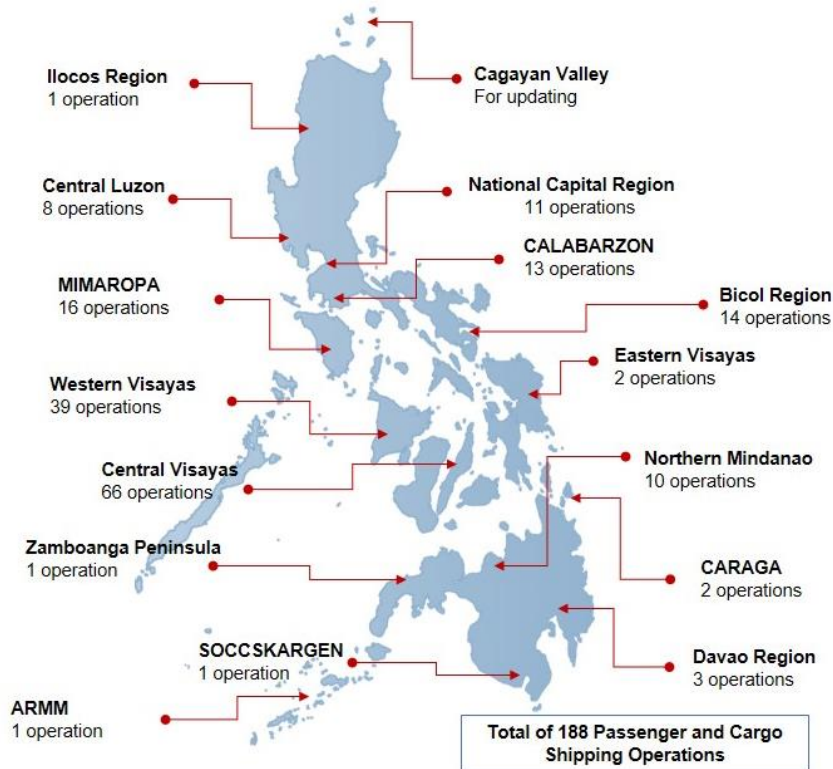 Ilocos Region
1 operation
Cagayan Valley
For updating
Central Luzon
8 operations
National Capital Region
11 operations
CALABARZON
13 operations
MIMAROPA
16 operations
Bicol Region
14 operations
Eastern Visayas
2 operations
Western Visayas
39 operations
Central Visayas
66 operations
Northern Mindanao
10 operations
Zamboanga Peninsula
1 operation
CARAGA
2 operations
SOCCSKARGEN
1 operation
Davao Region
3 operations
ARMM
1 operation
Total of 188 Passenger and Cargo
Shipping Operations